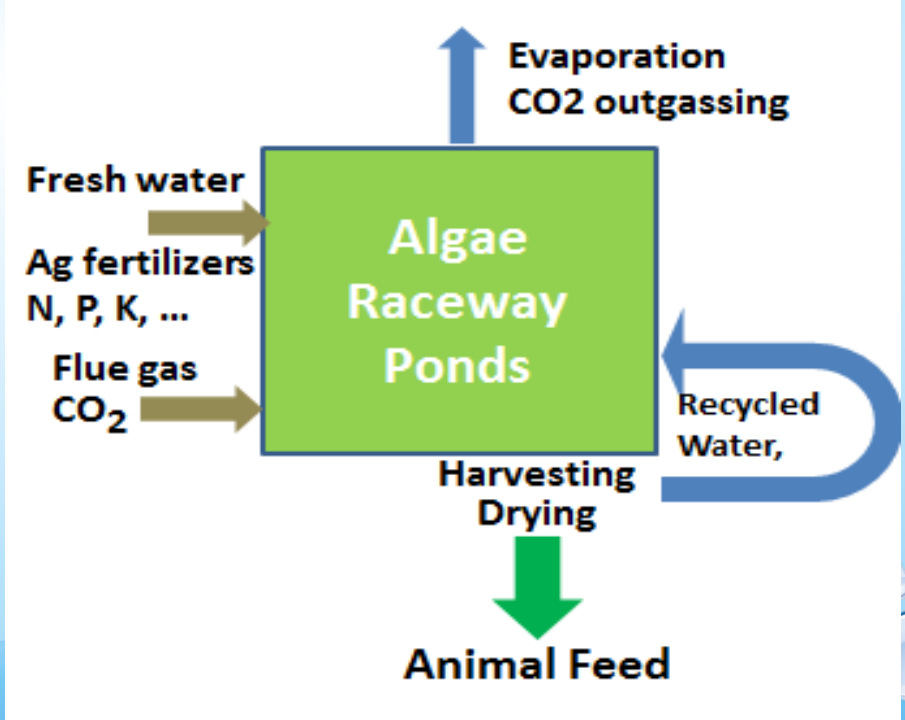 Evaporation
CO2 outgassing
Fresh water
Ag fertilizers
N, P, K, ...
Flue gas
CO₂
Algae
Raceway
Ponds
Recycled
Water,
Harvesting
Drying
Animal Feed